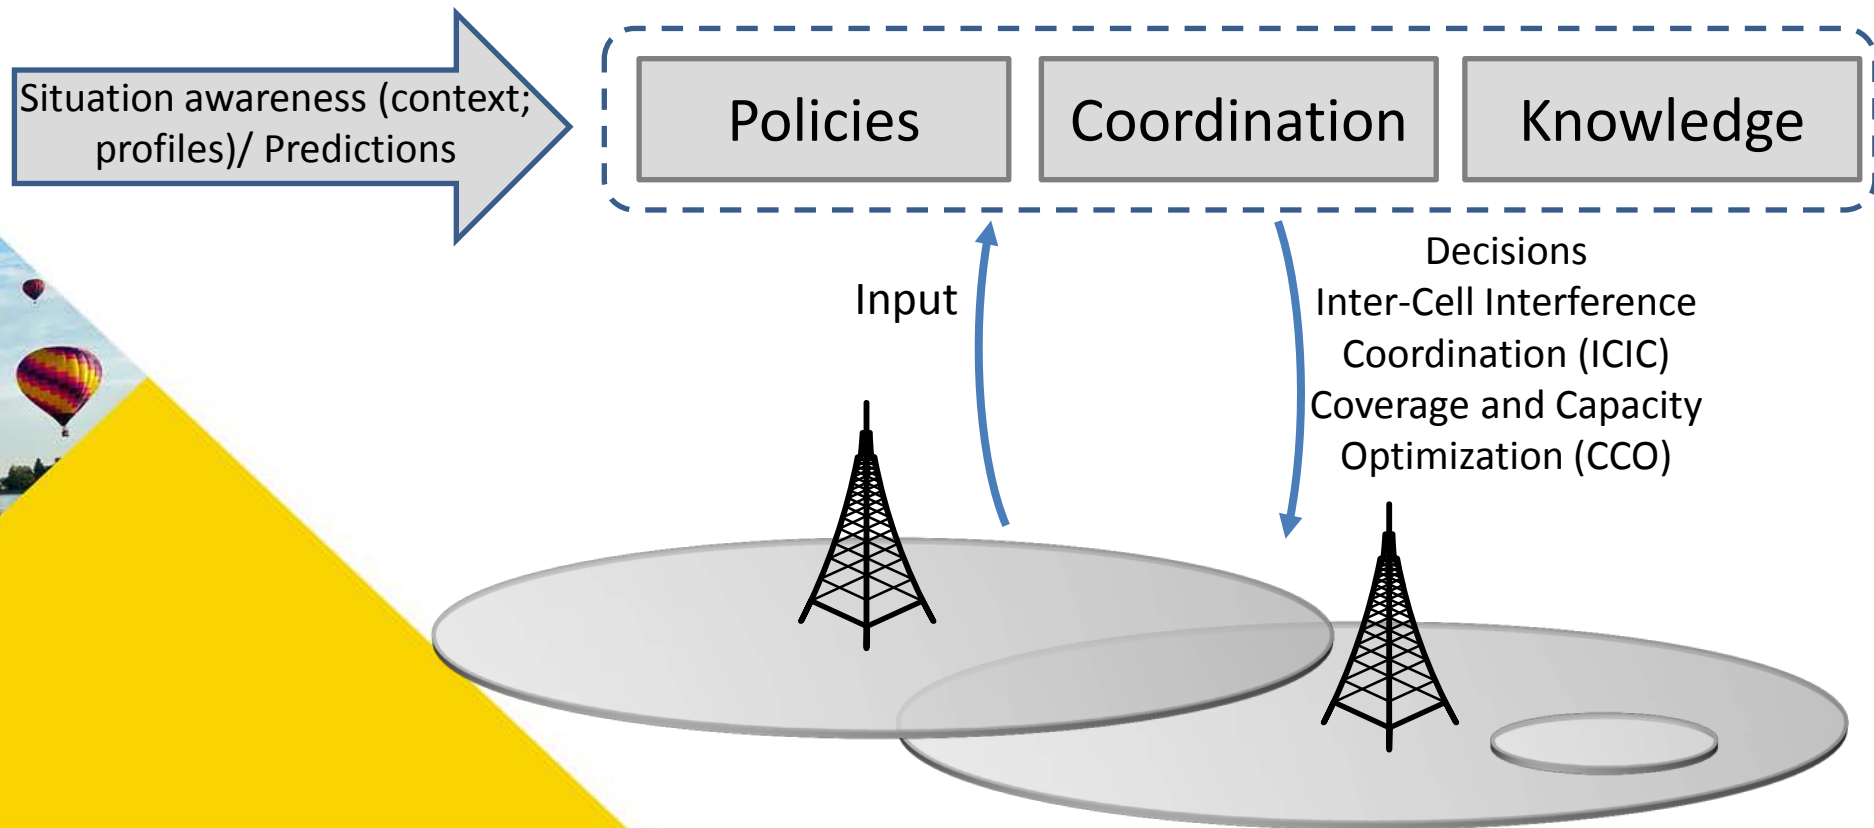 Situation awareness (context;
profiles)/ Predictions
Policies
Coordination
Knowledge
Input
Decisions
Inter-Cell Interference
Coordination (ICIC)
Coverage and Capacity
Optimization (CCO)